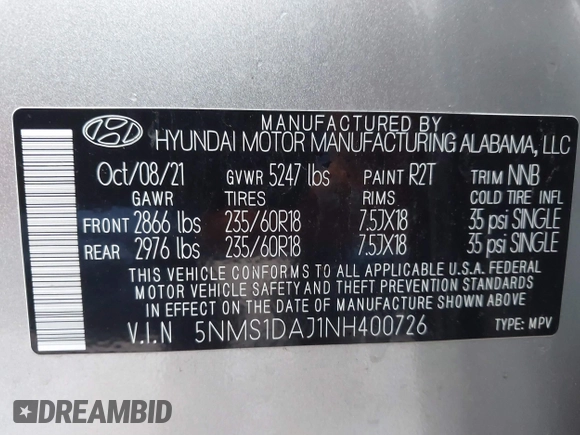 MANUFACTURED BY
HYUNDAI MOTOR MANUFACTURING ALABAMA, LLC
Oct/08/21 GVWR 5247 lbs PAINT R2T TRIM NNB
GAWR TIRES RIMS COLD TIRE INFL
FRONT 2866 lbs 235/60R18 7.5JX18 35 psi SINGLE
REAR 2976 lbs 235/60R18 7.5JX18 35 psi SINGLE
THIS VEHICLE CONFORMS TO ALL APPLICABLE U.S.A. FEDERAL
MOTOR VEHICLE SAFETY AND THEFT PREVENTION STANDARDS
IN EFFECT ON THE DATE OF MANUFACTURE SHOWN ABOVE.
V.I.N 5NMS1DAJ1NH400726 TYPE: MPV
DREAMBID